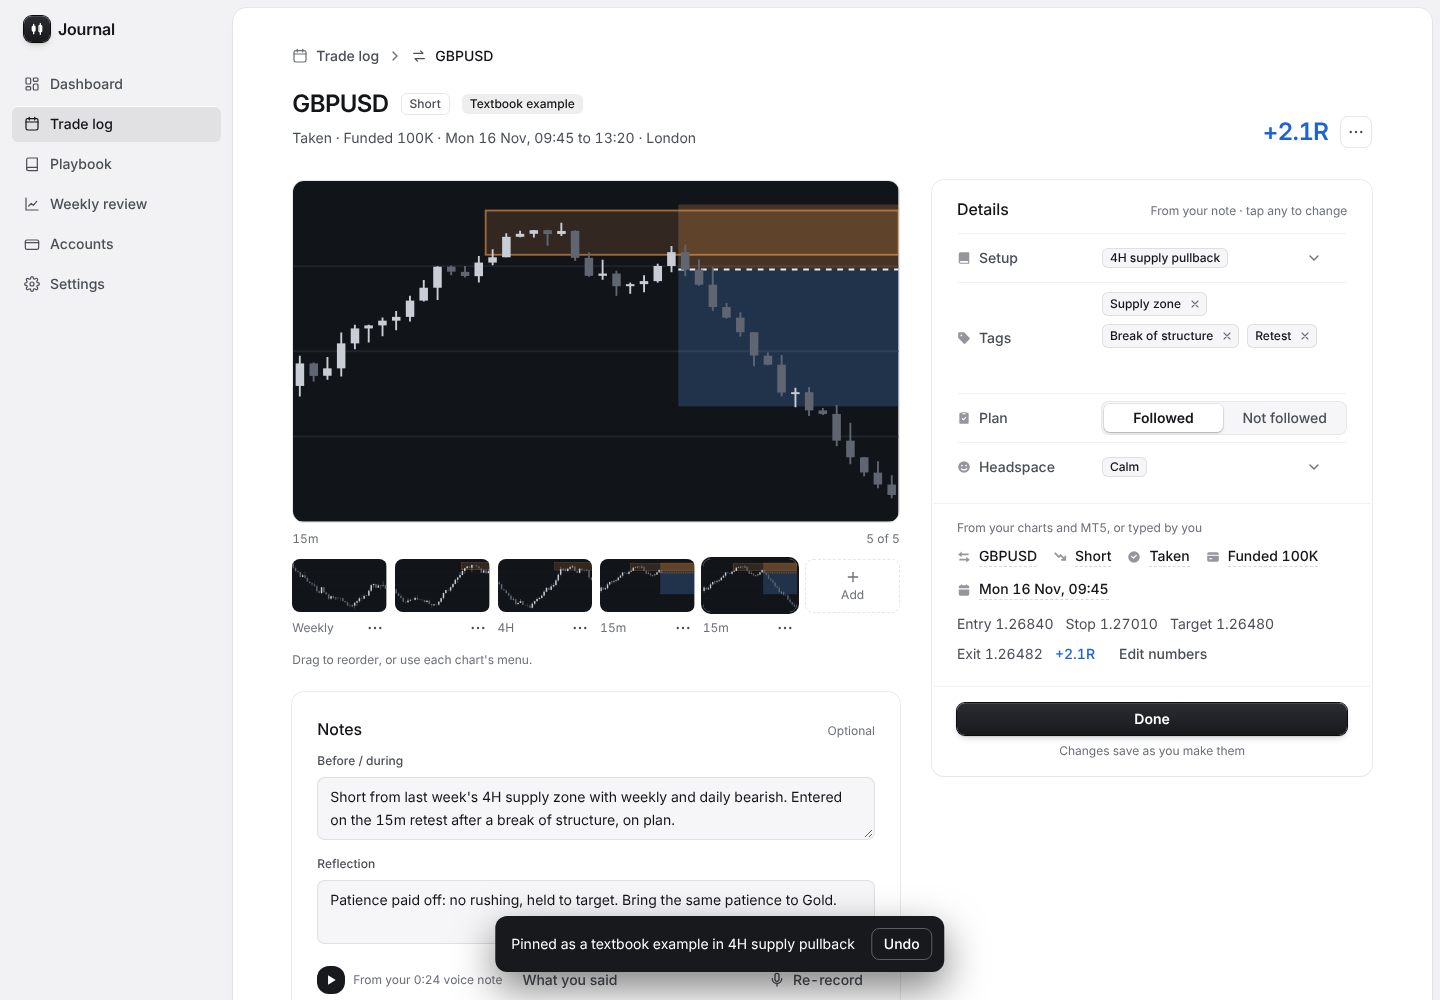 Journal
Dashboard
Trade log
Playbook
Weekly review
Accounts
Settings
Trade log > GBPUSD
GBPUSD Short Textbook example
Taken · Funded 100K · Mon 16 Nov, 09:45 to 13:20 · London
+2.1R
15m 5 of 5
Add
Weekly 4H 15m 15m
Drag to reorder, or use each chart's menu.
Notes Optional
Before / during
Short from last week's 4H supply zone with weekly and daily bearish. Entered
on the 15m retest after a break of structure, on plan.
Reflection
Patience paid off: no rushing, held to target. Bring the same patience to Gold.
From your 0:24 voice note What you said Re-record
Details From your note · tap any to change
Setup 4H supply pullback
Tags Supply zone
Break of structure Retest
Plan Followed Not followed
Headspace Calm
From your charts and MT5, or typed by you
GBPUSD Short Taken Funded 100K
Mon 16 Nov, 09:45
Entry 1.26840 Stop 1.27010 Target 1.26480
Exit 1.26482 +2.1R Edit numbers
Done
Changes save as you make them
Pinned as a textbook example in 4H supply pullback Undo